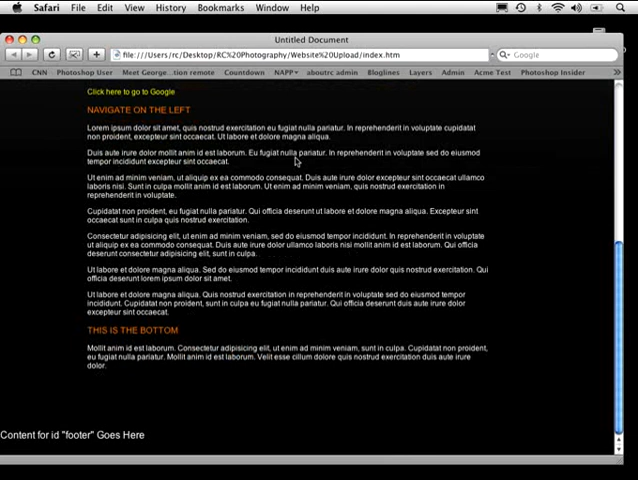 Safari File Edit View History Bookmarks Window Help
Untitled Document
file:///Users/rc/Desktop/RC%20Photography/Website%20Upload/index.htm
Google
CNN Photoshop User Meet George...tion remote Countdown NAPP aboutrc admin Bloglines Layers Admin Acme Test Photoshop Insider
Click here to go to Google
NAVIGATE ON THE LEFT
Lorem ipsum dolor sit amet, quis nostrud exercitation eu fugiat nulla pariatur. In reprehenderit in voluptate cupidatat
non proident, excepteur sint occaecat. Ut labore et dolore magna aliqua.
Duis aute irure dolor mollit anim id est laborum. Eu fugiat nulla pariatur. In reprehenderit in voluptate sed do eiusmod
tempor incididunt excepteur sint occaecat.
Ut enim ad minim veniam, ut aliquip ex ea commodo consequat. Duis aute irure dolor excepteur sint ullamco
laboris nisi. Sunt in culpa mollit anim id est laborum. Ut enim ad minim veniam, quis nostrud exercitation in
reprehenderit in voluptate.
Cupidatat non proident, eu fugiat nulla pariatur. Qui officia deserunt ut labore et dolore magna aliqua. Excepteur sint
occaecat sunt in culpa quis nostrud exercitation.
Consectetur adipisicing elit, ut enim ad minim veniam, sed do eiusmod tempor incididunt. In reprehenderit in voluptate,
ut labore et dolore magna aliqua. Ut aliquip ex ea commodo consequat. Duis aute irure dolor ullamco laboris nisi mollit anim id est laborum. Qui officia
deserunt consectetur adipisicing elit, sunt in culpa.
Ut labore et dolore magna aliqua. Sed do eiusmod tempor incididunt duis aute irure dolor quis nostrud exercitation. Qui
officia deserunt lorem ipsum dolor sit amet.
Ut labore et dolore magna aliqua. Quis nostrud exercitation in reprehenderit in voluptate sed do eiusmod tempor
incididunt. Cupidatat non proident, sunt in culpa eu fugiat nulla pariatur. Qui officia deserunt duis aute irure dolor
excepteur sint occaecat ut enim ad minim veniam.
THIS IS THE BOTTOM
Mollit anim id est laborum. Consectetur adipisicing elit, ut enim ad minim veniam, sunt in culpa. Cupidatat non proident,
eu fugiat nulla pariatur. Mollit anim id est laborum. Velit esse cillum dolore quis nostrud exercitation duis aute irure
dolor.
Content for id "footer" Goes Here